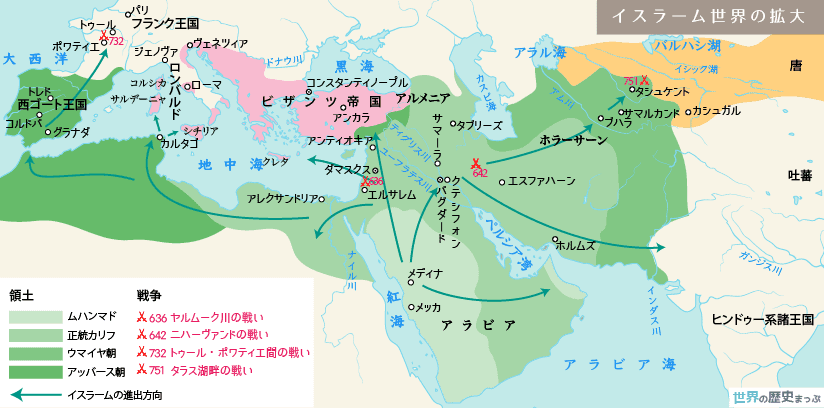 イスラーム世界の拡大
パリ
フランク王国
トゥール
732
ポワティエ
大西洋
ジェノヴァ
ヴェネツィア
ドナウ川
黒海
カスピ海
アラル海
バルハシ湖
イシック湖
唐
751
タシュケント
アム川
サマルカンド
カシュガル
ブハラ
ホラーサーン
トレド
西ゴート王国
コルドバ
グラナダ
コルシカ
サルデーニャ
ロンバルド
ローマ
シチリア
カルタゴ
コンスタンティノープル
ビザンツ帝国
アンカラ
アルメニア
アンティオキア
ティグリス川
ユーフラテス川
サマーラ
タブリーズ
地中海
クレタ
ダマスクス
636
エルサレム
アレクサンドリア
クテシフォン
バグダード
642
エスファハーン
吐蕃
ペルシア湾
ホルムズ
ナイル川
紅海
メディナ
メッカ
アラビア
インダス川
ガンジス川
ヒンドゥー系諸王国
アラビア海
領土
ムハンマド
正統カリフ
ウマイヤ朝
アッバース朝
イスラームの進出方向
戦争
636 ヤルムーク川の戦い
642 ニハーヴァンドの戦い
732 トゥール・ポワティエ間の戦い
751 タラス湖畔の戦い
世界の歴史まっぷ